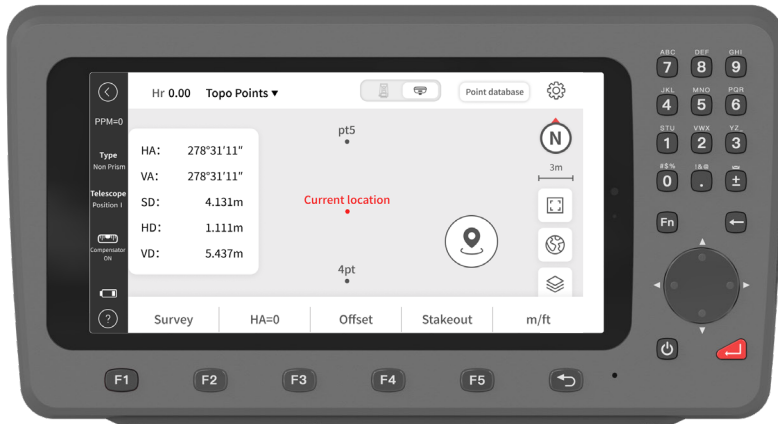 Hr 0.00 Topo Points ▼ Point database
PPM=0
Type
Non Prism
Telescope
Position I
Compensator
ON
?
HA: 278°31'11"
VA: 278°31'11"
SD: 4.131m
HD: 1.111m
VD: 5.437m
pt5
Current location
4pt
N
3m
Survey HA=0 Offset Stakeout m/ft
F1 F2 F3 F4 F5
ABC DEF GHI
7 8 9
JKL MNO PQR
4 5 6
STU VWX YZ_
1 2 3
#$% !&@
0 . ±
Fn